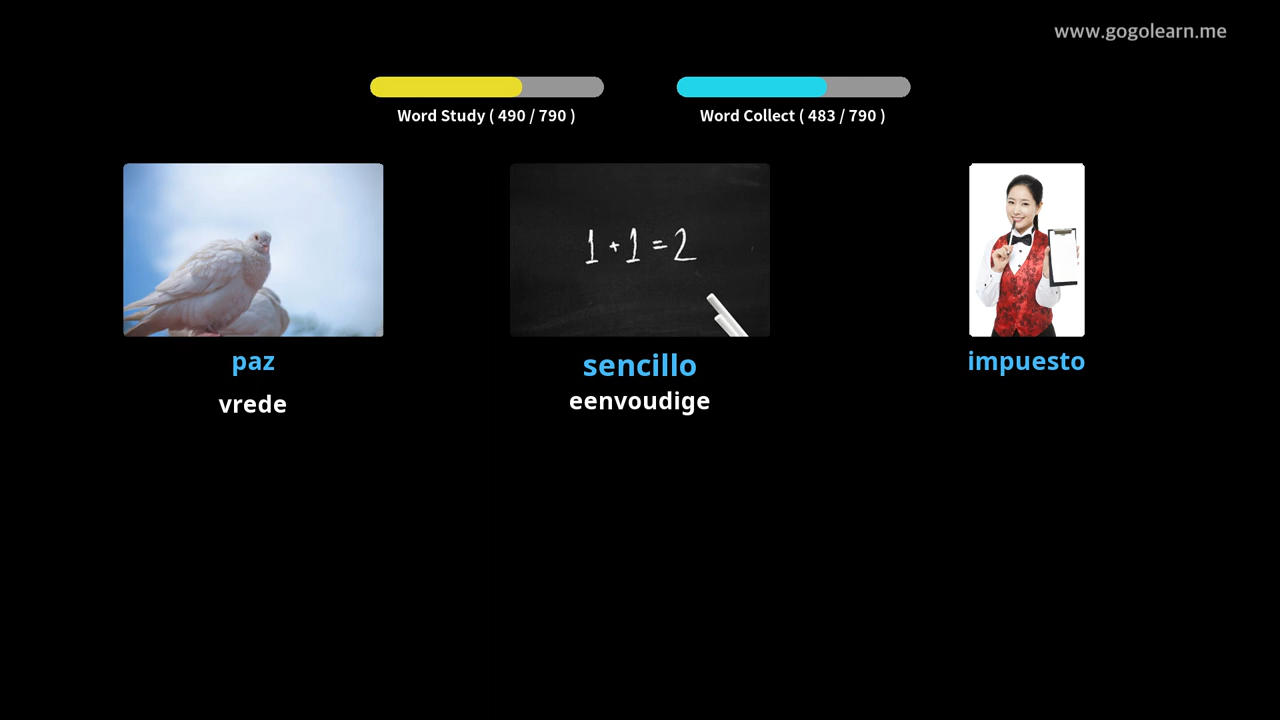 www.gogolearn.me
Word Study ( 490 / 790 )
Word Collect ( 483 / 790 )
1 + 1 = 2
paz
sencillo
impuesto
vrede
eenvoudige